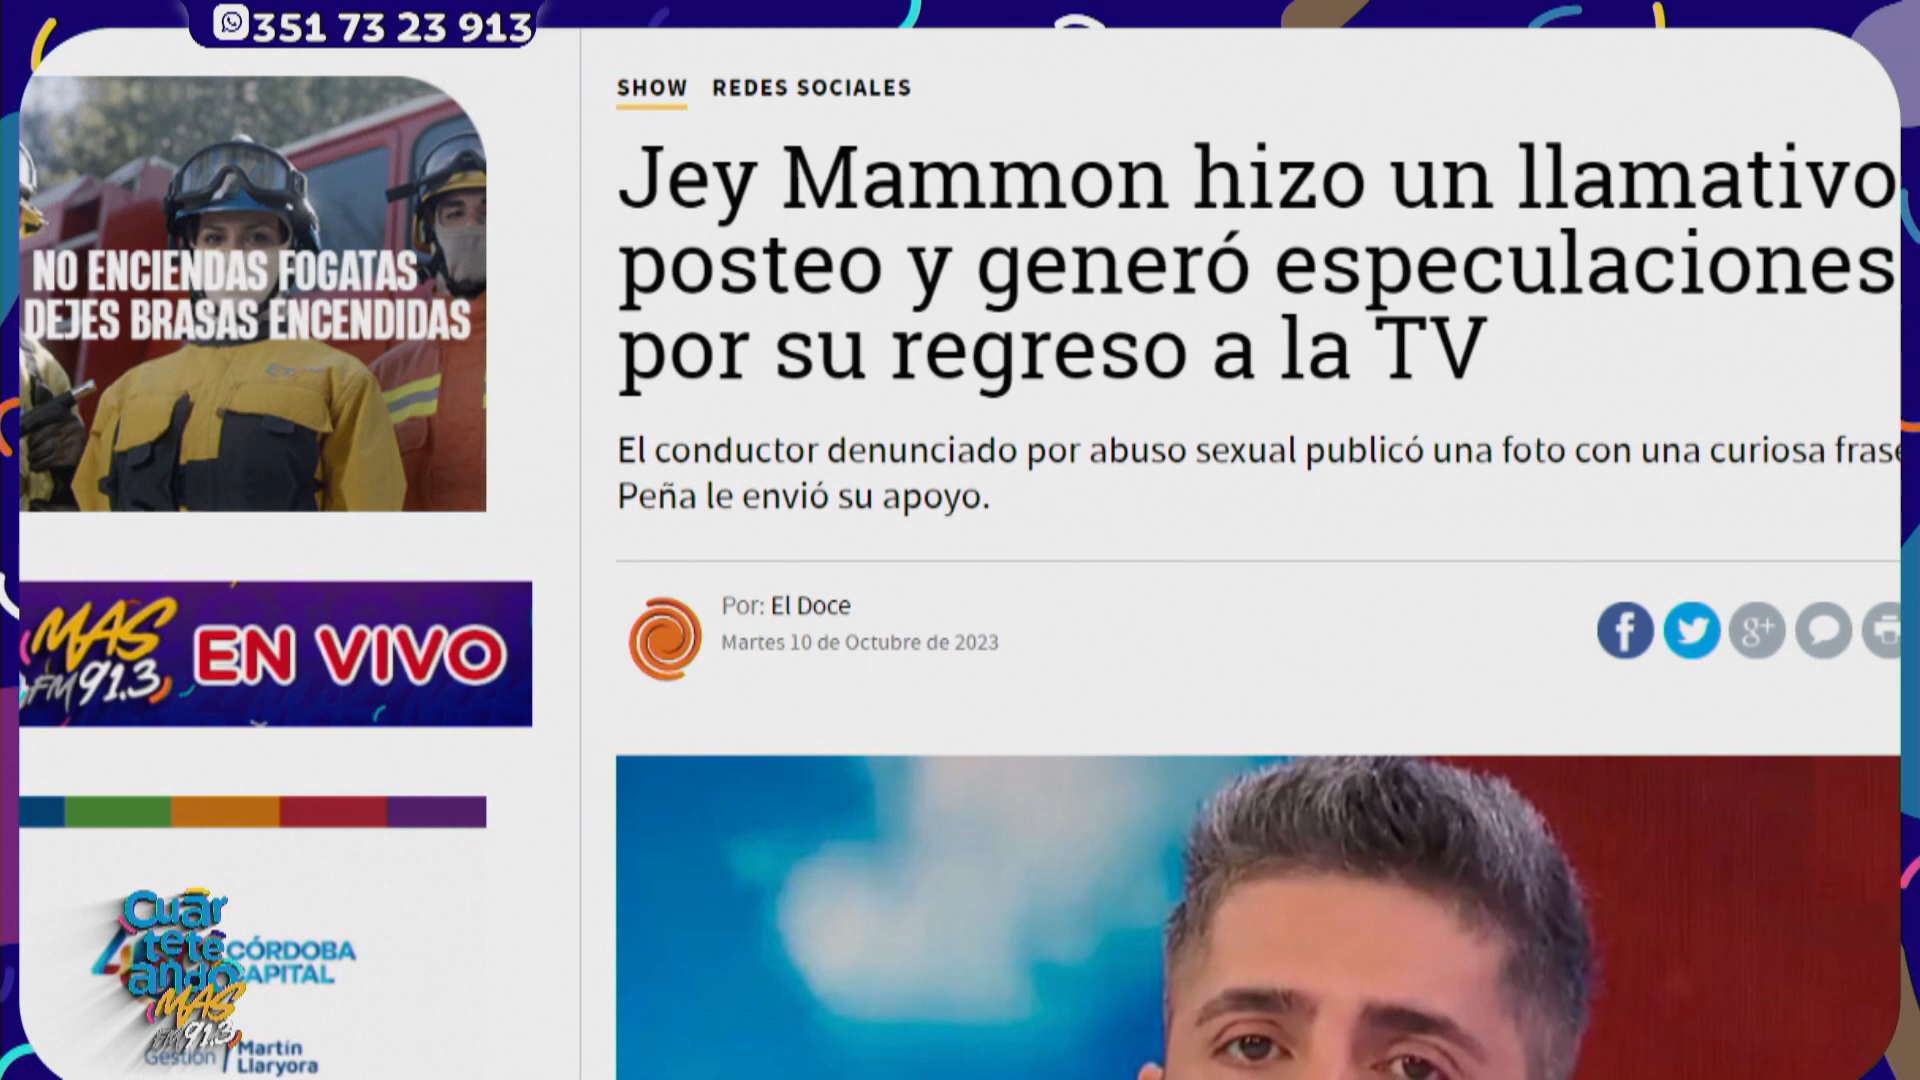 351 73 23 913
SHOW REDES SOCIALES
Jey Mammon hizo un llamativo
posteo y generó especulaciones
por su regreso a la TV
El conductor denunciado por abuso sexual publicó una foto con una curiosa frase
Peña le envió su apoyo.
Por: El Doce
Martes 10 de Octubre de 2023
f g+
NO ENCIENDAS FOGATAS
DEJES BRASAS ENCENDIDAS
MAS
FM 91.3
EN VIVO
Cuar
tete
ando
MAS
FM 91.3
CÓRDOBA
CAPITAL
Gestión
Martín
Llaryora